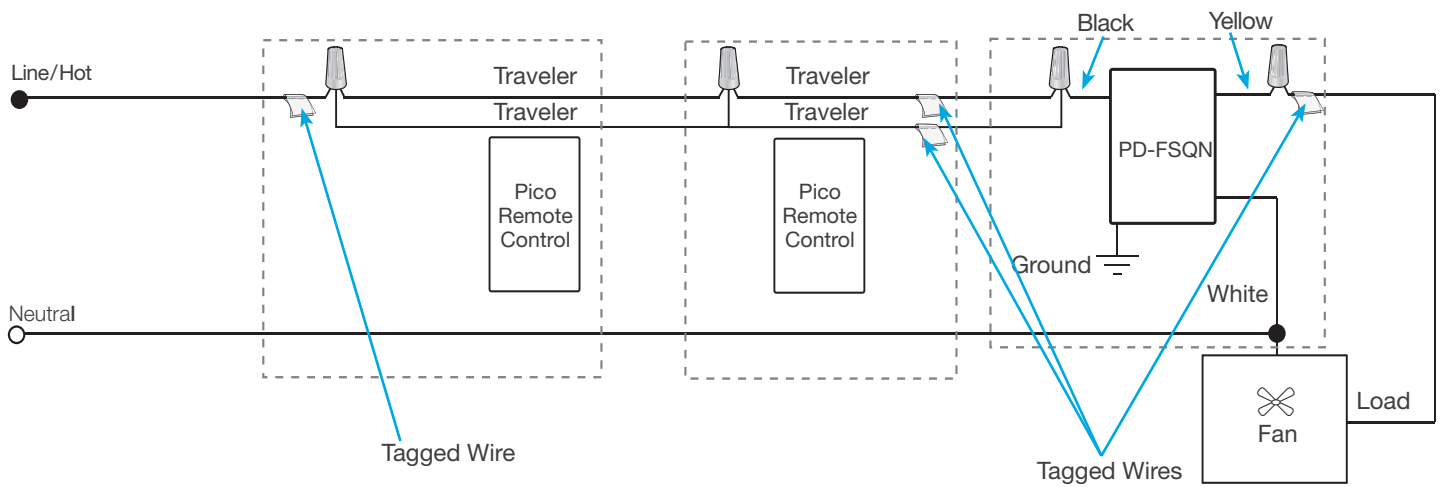 Black
Yellow
Line/Hot
Traveler
Traveler
Traveler
Traveler
PD-FSQN
Pico
Remote
Control
Pico
Remote
Control
Ground
White
Neutral
Load
Fan
Tagged Wire
Tagged Wires